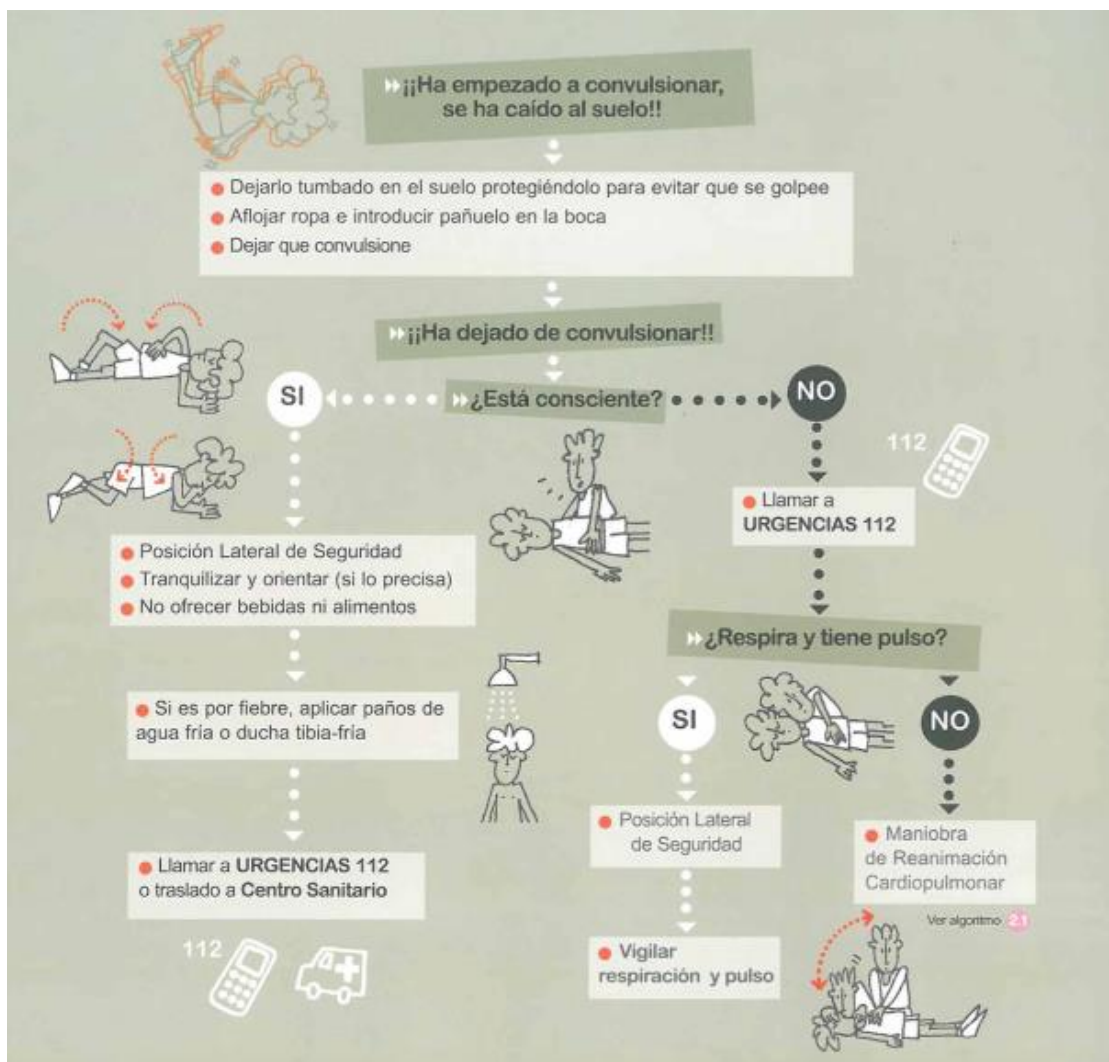 ¡¡Ha empezado a convulsionar,
se ha caído al suelo!!
Dejarlo tumbado en el suelo protegiéndolo para evitar que se golpee
Aflojar ropa e introducir pañuelo en la boca
Dejar que convulsione
¡¡Ha dejado de convulsionar!!
¿Está consciente?
SI
NO
112
Llamar a
URGENCIAS 112
Posición Lateral de Seguridad
Tranquilizar y orientar (si lo precisa)
No ofrecer bebidas ni alimentos
¿Respira y tiene pulso?
Si es por fiebre, aplicar paños de
agua fría o ducha tibia-fría
SI
NO
Posición Lateral
de Seguridad
Maniobra
de Reanimación
Cardiopulmonar
Ver algoritmo 2.1
Llamar a URGENCIAS 112
o traslado a Centro Sanitario
112
Vigilar
respiración y pulso